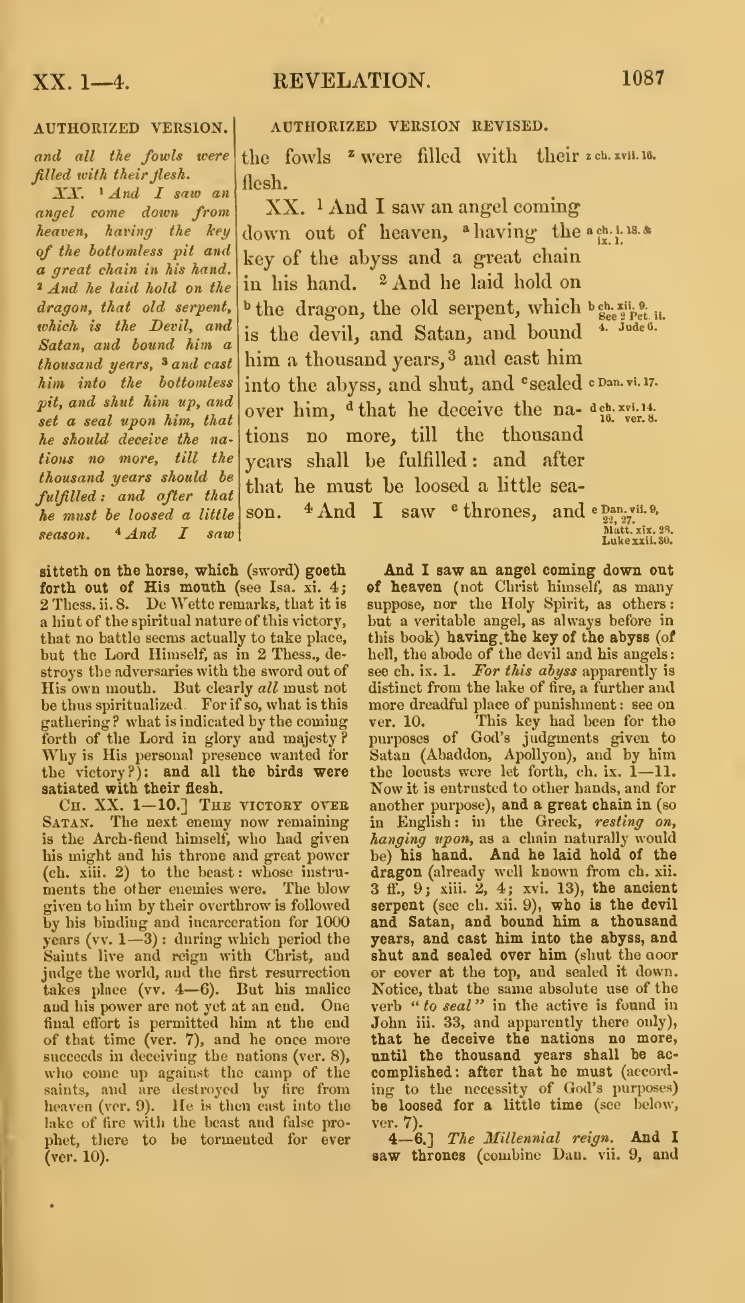 XX. 1—4.
REVELATION.
1087
AUTHORIZED VERSION.
and all the fowls were
filled with their flesh.
XX. ¹ And I saw an
angel come down from
heaven, having the key
of the bottomless pit and
a great chain in his hand.
² And he laid hold on the
dragon, that old serpent,
which is the Devil, and
Satan, and bound him a
thousand years, ³ and cast
him into the bottomless
pit, and shut him up, and
set a seal upon him, that
he should deceive the na-
tions no more, till the
thousand years should be
fulfilled: and after that
he must be loosed a little
season. ⁴ And I saw
AUTHORIZED VERSION REVISED.
the fowls ᶻ were filled with their
flesh.
XX. ¹ And I saw an angel coming
down out of heaven, ᵃ having the
key of the abyss and a great chain
in his hand. ² And he laid hold on
ᵇ the dragon, the old serpent, which
is the devil, and Satan, and bound
him a thousand years, ³ and cast him
into the abyss, and shut, and ᶜ sealed
over him, ᵈ that he deceive the na-
tions no more, till the thousand
years shall be fulfilled: and after
that he must be loosed a little sea-
son. ⁴ And I saw ᵉ thrones, and
z ch. xvii. 16.
a ch. i. 18. &
ix. 1.
b ch. xii. 9.
See 2 Pet. ii.
4. Jude 6.
c Dan. vi. 17.
d ch. xvi. 14.
16. ver. 8.
e Dan. vii. 9,
22, 27.
Matt. xix. 28.
Luke xxii. 30.
sitteth on the horse, which (sword) goeth
forth out of His mouth (see Isa. xi. 4;
2 Thess. ii. 8. De Wette remarks, that it is
a hint of the spiritual nature of this victory,
that no battle seems actually to take place,
but the Lord Himself, as in 2 Thess., de-
stroys the adversaries with the sword out of
His own mouth. But clearly all must not
be thus spiritualized. For if so, what is this
gathering? what is indicated by the coming
forth of the Lord in glory and majesty?
Why is His personal presence wanted for
the victory?): and all the birds were
satiated with their flesh.
CH. XX. 1—10.] THE VICTORY OVER
SATAN. The next enemy now remaining
is the Arch-fiend himself, who had given
his might and his throne and great power
(ch. xiii. 2) to the beast: whose instru-
ments the other enemies were. The blow
given to him by their overthrow is followed
by his binding and incarceration for 1000
years (vv. 1—3): during which period the
Saints live and reign with Christ, and
judge the world, and the first resurrection
takes place (vv. 4—6). But his malice
and his power are not yet at an end. One
final effort is permitted him at the end
of that time (ver. 7), and he once more
succeeds in deceiving the nations (ver. 8),
who come up against the camp of the
saints, and are destroyed by fire from
heaven (ver. 9). He is then cast into the
lake of fire with the beast and false pro-
phet, there to be tormented for ever
(ver. 10).
And I saw an angel coming down out
of heaven (not Christ himself, as many
suppose, nor the Holy Spirit, as others:
but a veritable angel, as always before in
this book) having the key of the abyss (of
hell, the abode of the devil and his angels:
see ch. ix. 1. For this abyss apparently is
distinct from the lake of fire, a further and
more dreadful place of punishment: see on
ver. 10. This key had been for the
purposes of God's judgments given to
Satan (Abaddon, Apollyon), and by him
the locusts were let forth, ch. ix. 1—11.
Now it is entrusted to other hands, and for
another purpose), and a great chain in (so
in English: in the Greek, resting on,
hanging upon, as a chain naturally would
be) his hand. And he laid hold of the
dragon (already well known from ch. xii.
3 ff., 9; xiii. 2, 4; xvi. 13), the ancient
serpent (see ch. xii. 9), who is the devil
and Satan, and bound him a thousand
years, and cast him into the abyss, and
shut and sealed over him (shut the door
or cover at the top, and sealed it down.
Notice, that the same absolute use of the
verb "to seal" in the active is found in
John iii. 33, and apparently there only),
that he deceive the nations no more,
until the thousand years shall be ac-
complished: after that he must (accord-
ing to the necessity of God's purposes)
be loosed for a little time (see below,
ver. 7).
4—6.] The Millennial reign. And I
saw thrones (combine Dan. vii. 9, and